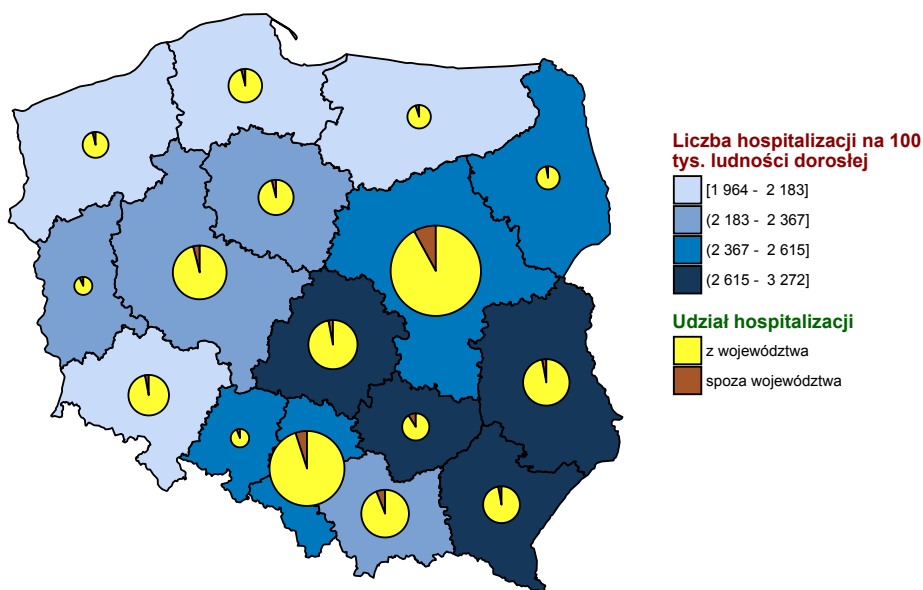 Liczba hospitalizacji na 100
tys. ludności dorosłej
[1 964 - 2 183]
(2 183 - 2 367]
(2 367 - 2 615]
(2 615 - 3 272]
Udział hospitalizacji
z województwa
spoza województwa